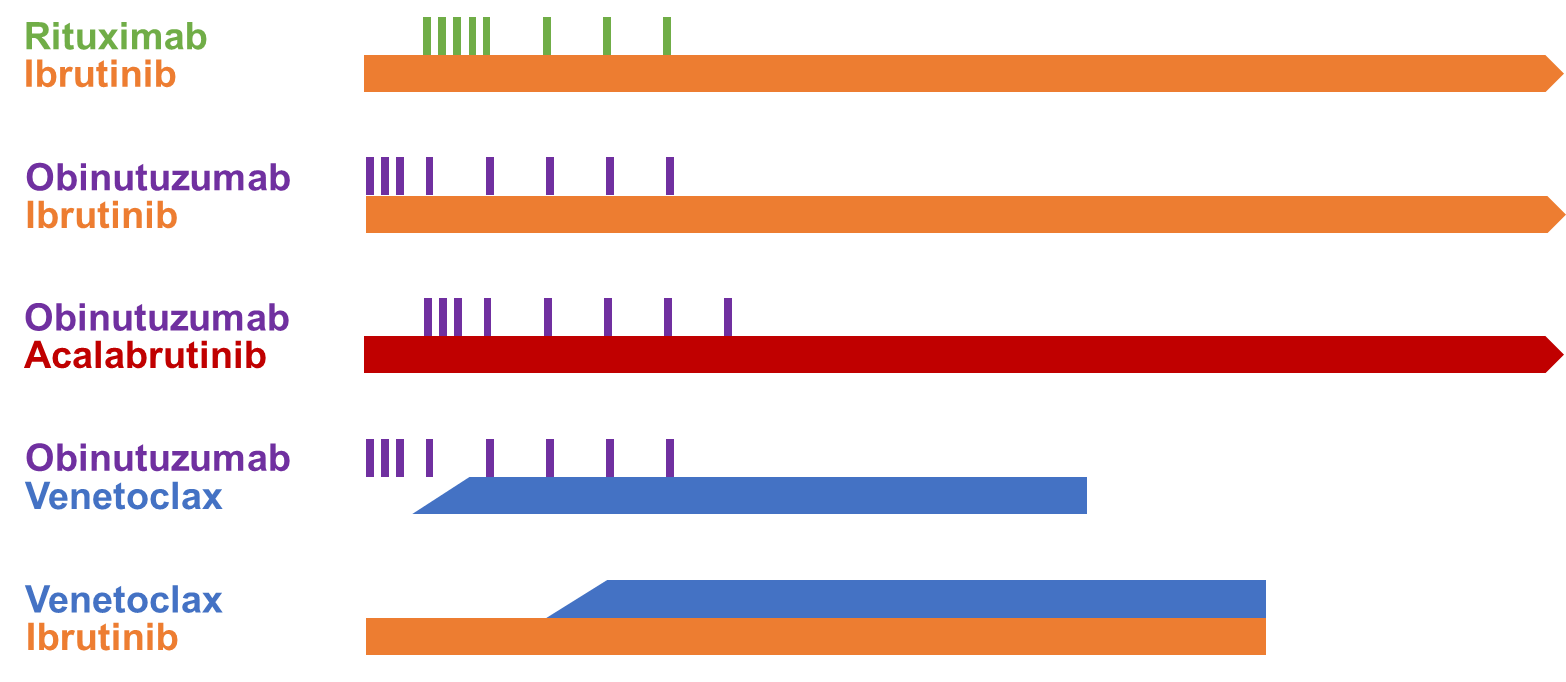 Rituximab
Ibrutinib
Obinutuzumab
Ibrutinib
Obinutuzumab
Acalabrutinib
Obinutuzumab
Venetoclax
Venetoclax
Ibrutinib